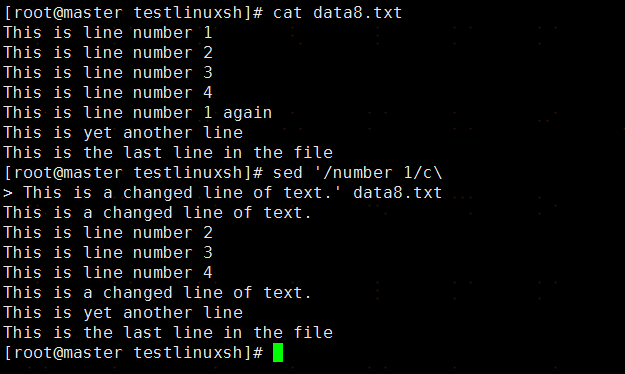 [root@master testlinuxsh]# cat data8.txt
This is line number 1
This is line number 2
This is line number 3
This is line number 4
This is line number 1 again
This is yet another line
This is the last line in the file
[root@master testlinuxsh]# sed '/number 1/c\
> This is a changed line of text.' data8.txt
This is a changed line of text.
This is line number 2
This is line number 3
This is line number 4
This is a changed line of text.
This is yet another line
This is the last line in the file
[root@master testlinuxsh]#